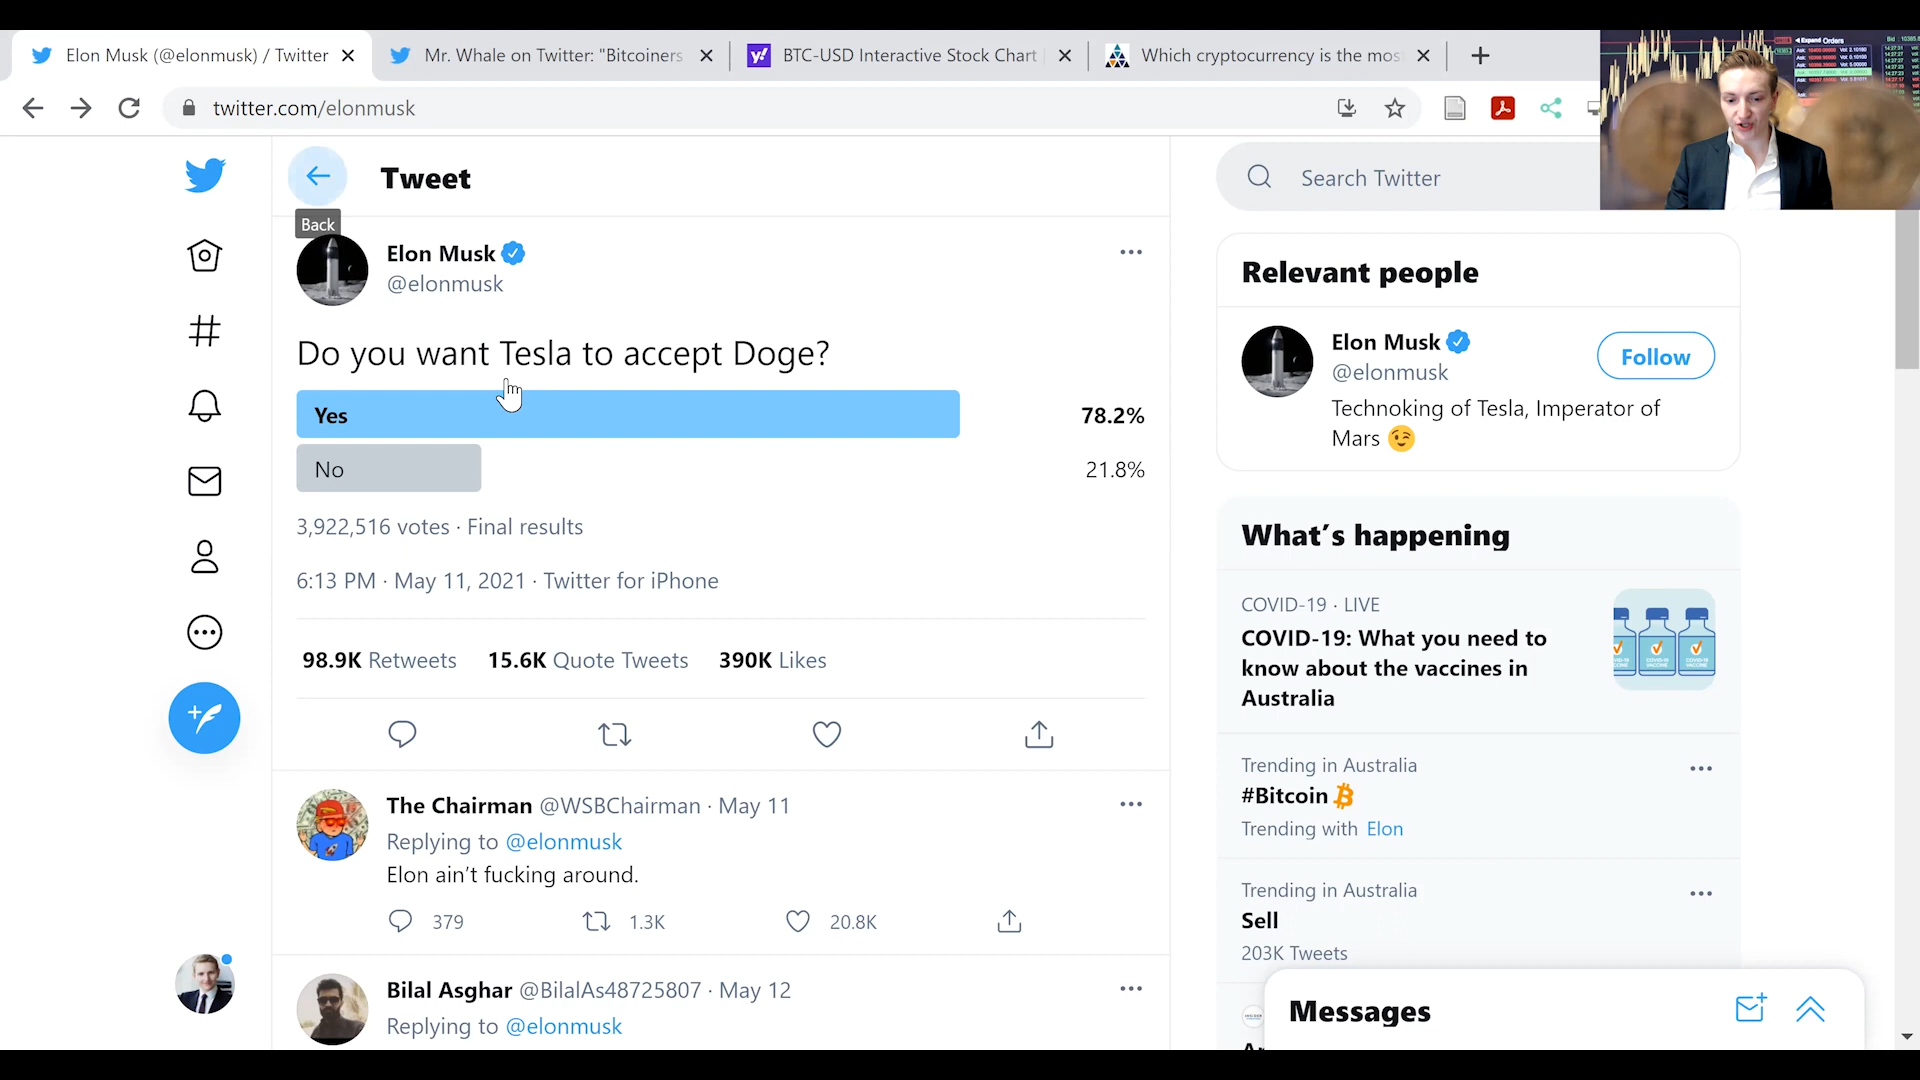 Elon Musk (@elonmusk) / Twitter
Mr. Whale on Twitter: "Bitcoiners
BTC-USD Interactive Stock Chart
Which cryptocurrency is the mos
twitter.com/elonmusk
Expand Orders
Tweet
Back
Search Twitter
Elon Musk
@elonmusk
Do you want Tesla to accept Doge?
Yes 78.2%
No 21.8%
3,922,516 votes · Final results
6:13 PM · May 11, 2021 · Twitter for iPhone
98.9K Retweets 15.6K Quote Tweets 390K Likes
The Chairman @WSBChairman · May 11
Replying to @elonmusk
Elon ain't fucking around.
379 1.3K 20.8K
Bilal Asghar @BilalAs48725807 · May 12
Replying to @elonmusk
Relevant people
Elon Musk
@elonmusk
Follow
Technoking of Tesla, Imperator of
Mars 😉
What's happening
COVID-19 · LIVE
COVID-19: What you need to
know about the vaccines in
Australia
Trending in Australia
#Bitcoin
Trending with Elon
Trending in Australia
Sell
203K Tweets
Messages